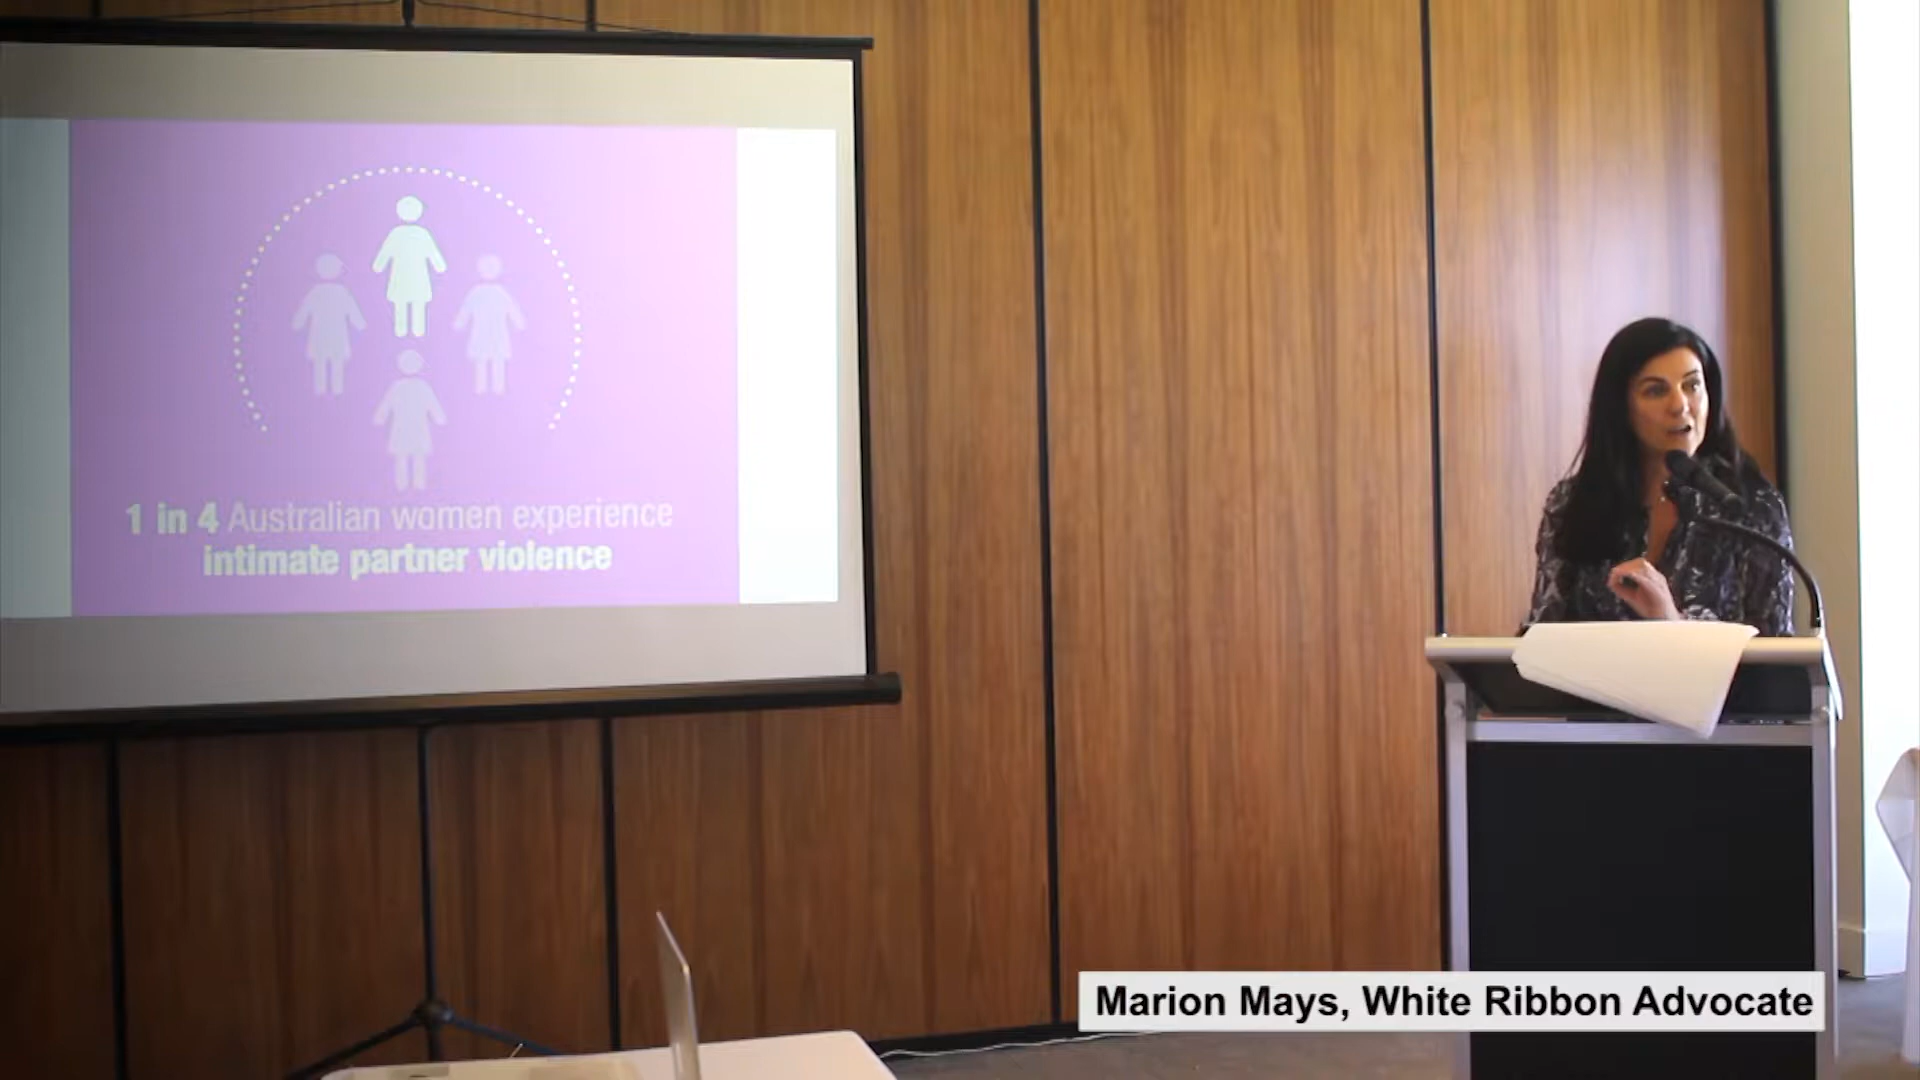 1 in 4 Australian women experience
intimate partner violence
Marion Mays, White Ribbon Advocate